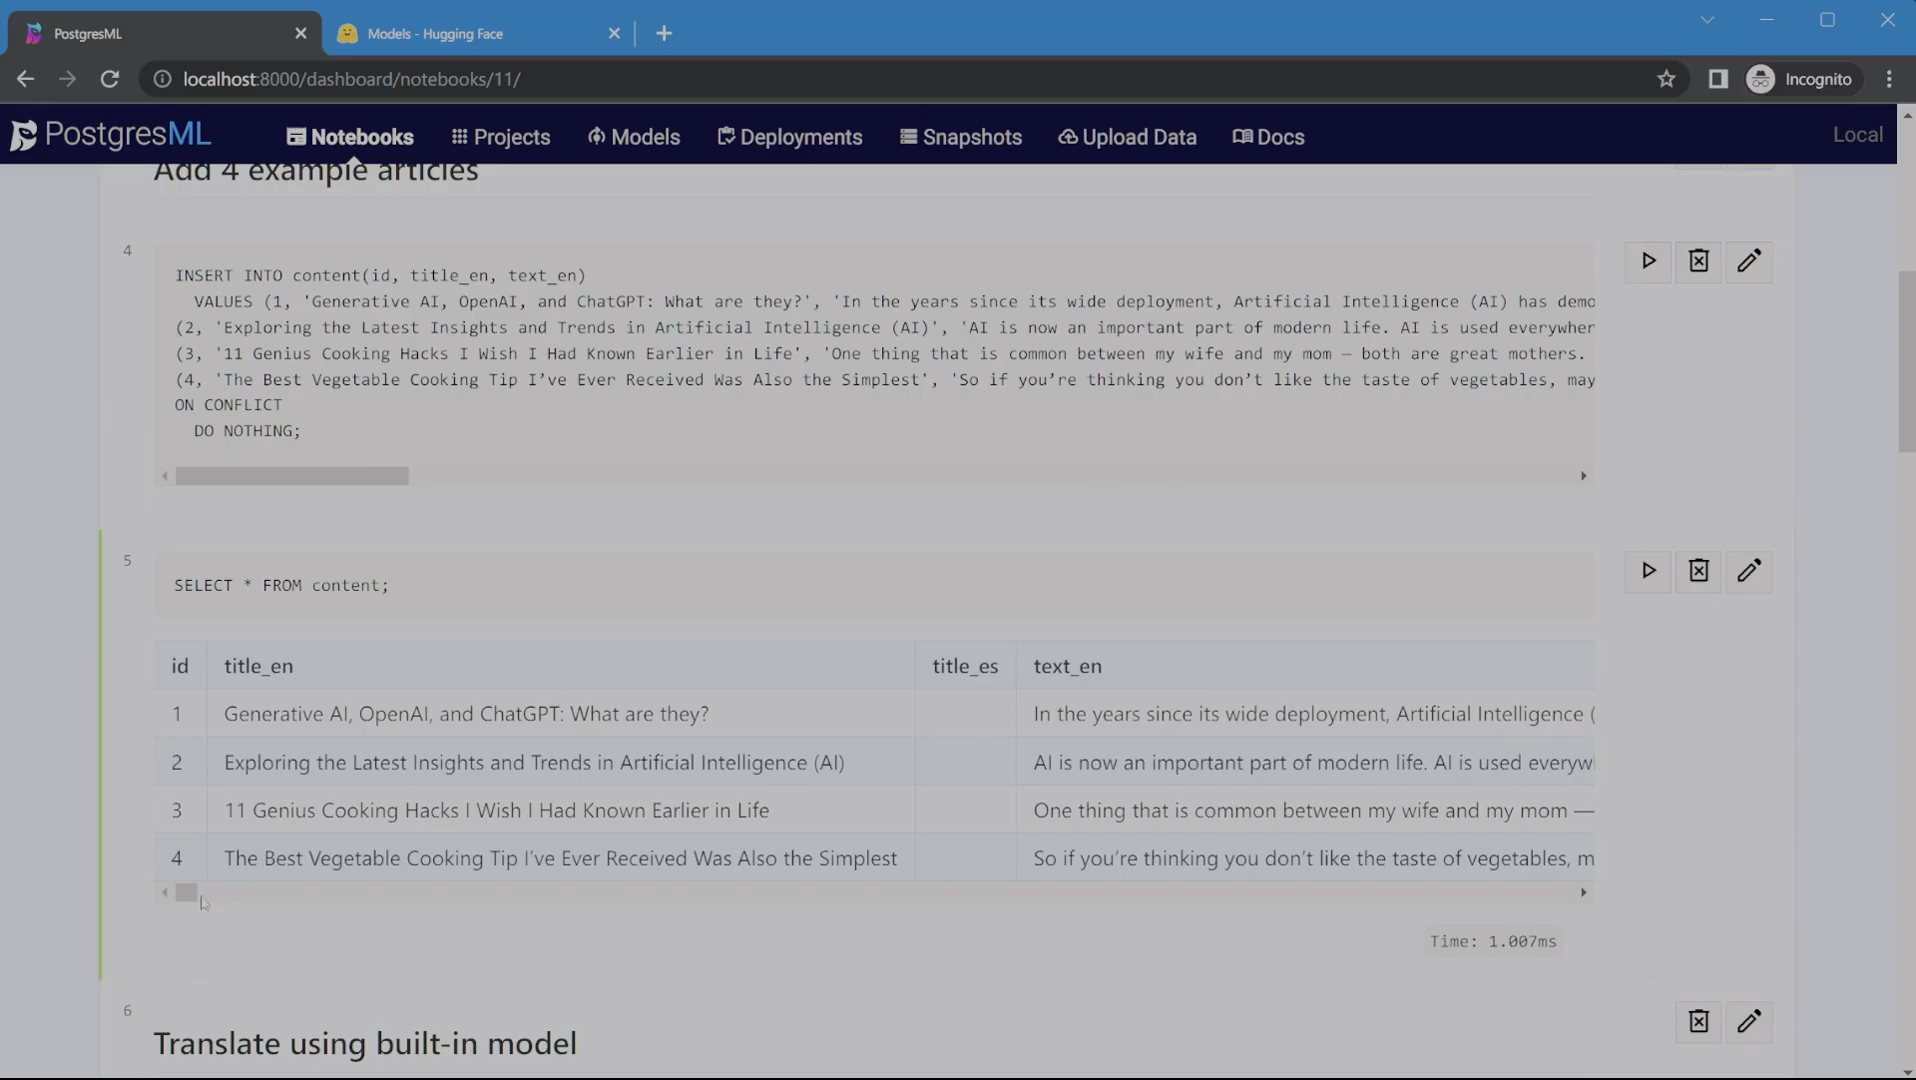 PostgresML
Models - Hugging Face
localhost:8000/dashboard/notebooks/11/
Incognito
PostgresML
Notebooks
Projects
Models
Deployments
Snapshots
Upload Data
Docs
Local
Add 4 example articles
4
INSERT INTO content(id, title_en, text_en)
VALUES (1, 'Generative AI, OpenAI, and ChatGPT: What are they?', 'In the years since its wide deployment, Artificial Intelligence (AI) has demo
(2, 'Exploring the Latest Insights and Trends in Artificial Intelligence (AI)', 'AI is now an important part of modern life. AI is used everywher
(3, '11 Genius Cooking Hacks I Wish I Had Known Earlier in Life', 'One thing that is common between my wife and my mom — both are great mothers.
(4, 'The Best Vegetable Cooking Tip I’ve Ever Received Was Also the Simplest', 'So if you’re thinking you don’t like the taste of vegetables, may
ON CONFLICT
DO NOTHING;
5
SELECT * FROM content;
id title_en title_es text_en
1 Generative AI, OpenAI, and ChatGPT: What are they? In the years since its wide deployment, Artificial Intelligence (
2 Exploring the Latest Insights and Trends in Artificial Intelligence (AI) AI is now an important part of modern life. AI is used everyw
3 11 Genius Cooking Hacks I Wish I Had Known Earlier in Life One thing that is common between my wife and my mom —
4 The Best Vegetable Cooking Tip I’ve Ever Received Was Also the Simplest So if you’re thinking you don’t like the taste of vegetables, m
Time: 1.007ms
6
Translate using built-in model